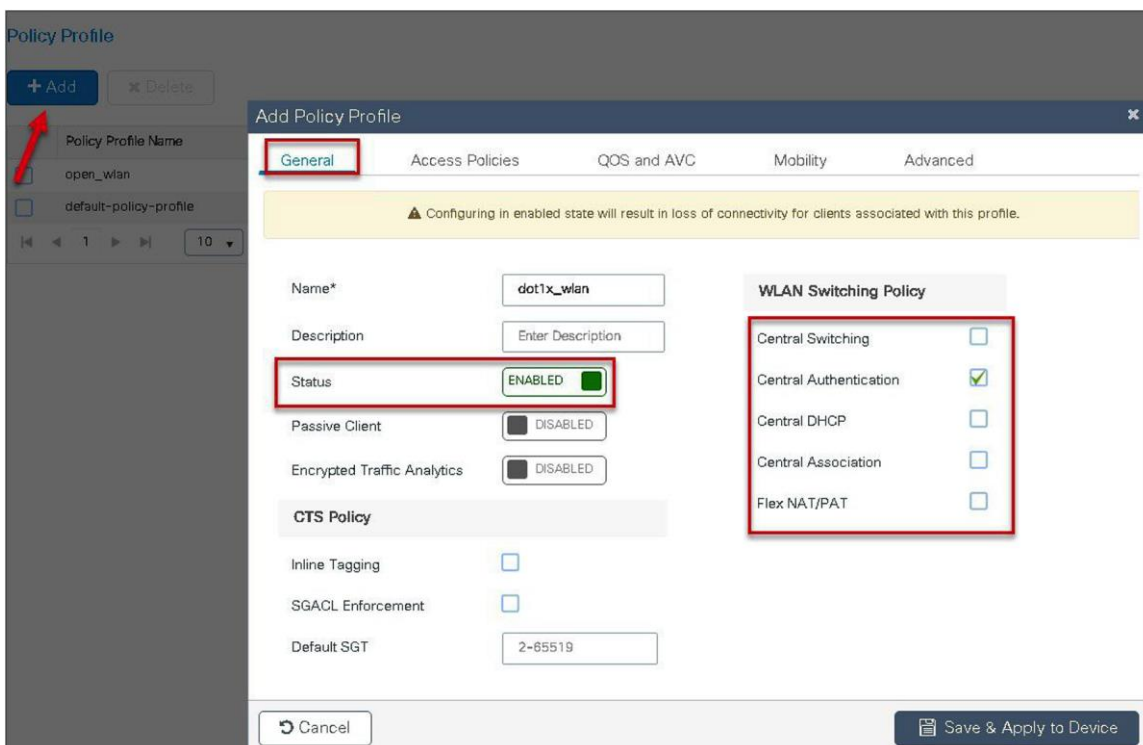 Policy Profile
+ Add
✖ Delete
Policy Profile Name
open_wlan
default-policy-profile
1
10
Add Policy Profile
General
Access Policies
QOS and AVC
Mobility
Advanced
Configuring in enabled state will result in loss of connectivity for clients associated with this profile.
Name*
dot1x_wlan
Description
Enter Description
Status
ENABLED
Passive Client
DISABLED
Encrypted Traffic Analytics
DISABLED
CTS Policy
Inline Tagging
SGACL Enforcement
Default SGT
2-65519
WLAN Switching Policy
Central Switching
Central Authentication
Central DHCP
Central Association
Flex NAT/PAT
Cancel
Save & Apply to Device